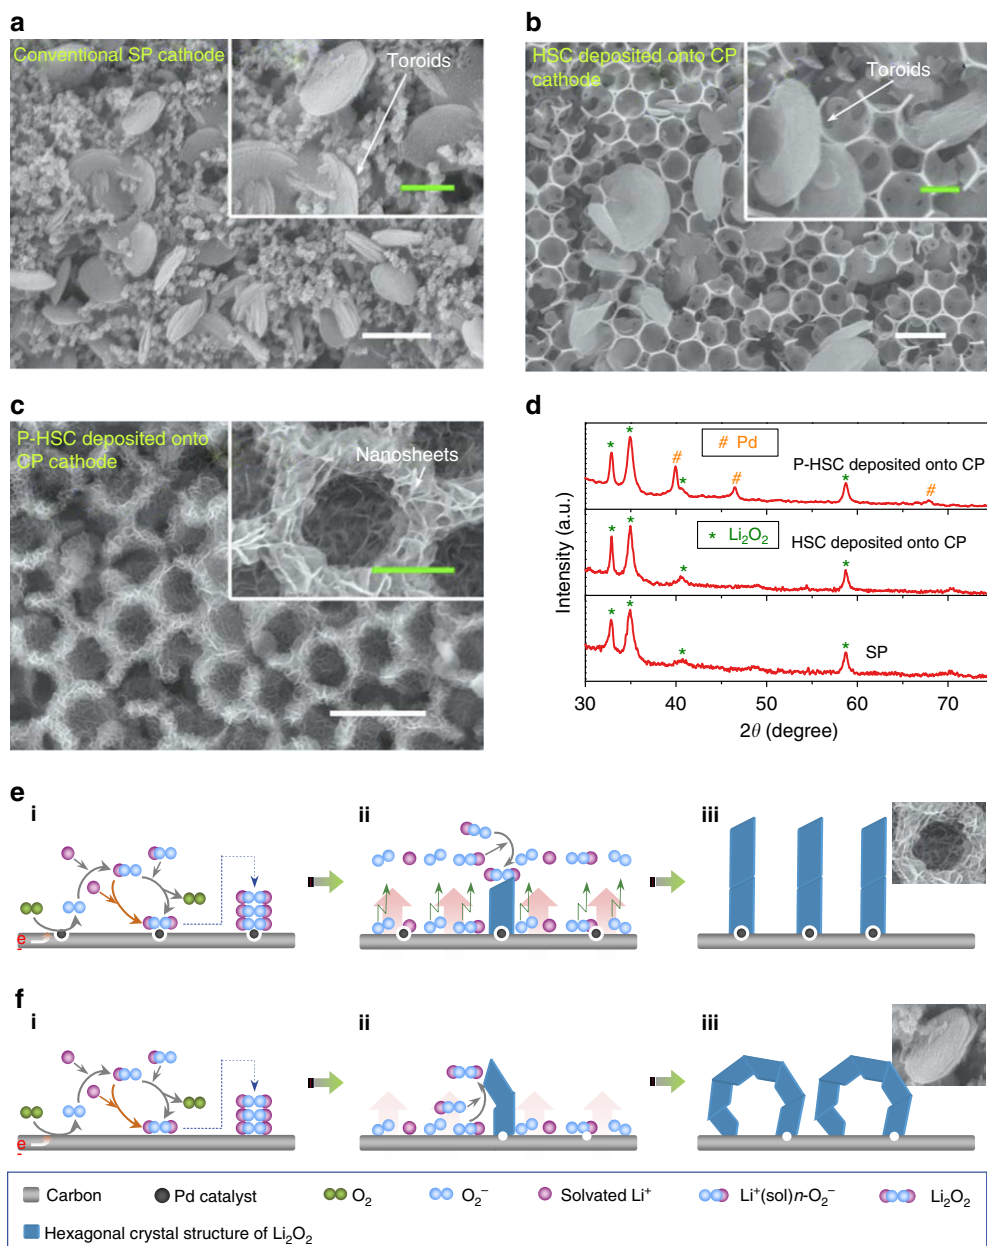 a
Conventional SP cathode
Toroids
b
HSC deposited onto CP
cathode
Toroids
c
P-HSC deposited onto
CP cathode
Nanosheets
d
# Pd
P-HSC deposited onto CP
* Li₂O₂
HSC deposited onto CP
SP
Intensity (a.u.)
30 40 50 60 70
2θ (degree)
e
i
ii
iii
e
f
i
ii
iii
e
Carbon
Pd catalyst
O₂
O₂⁻
Solvated Li⁺
Li⁺(sol)n-O₂⁻
Li₂O₂
Hexagonal crystal structure of Li₂O₂